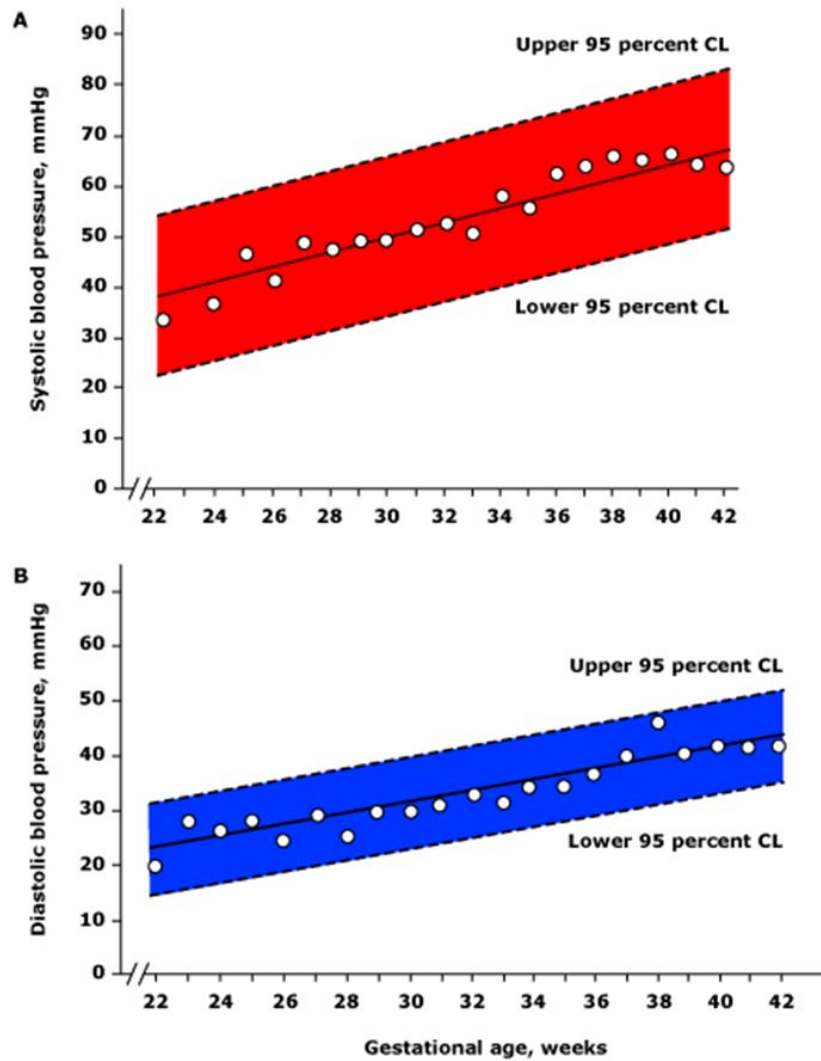 A
Systolic blood pressure, mmHg
90
80
70
60
50
40
30
20
10
0
Upper 95 percent CL
Lower 95 percent CL
22 24 26 28 30 32 34 36 38 40 42
B
Diastolic blood pressure, mmHg
70
60
50
40
30
20
10
0
Upper 95 percent CL
Lower 95 percent CL
22 24 26 28 30 32 34 36 38 40 42
Gestational age, weeks